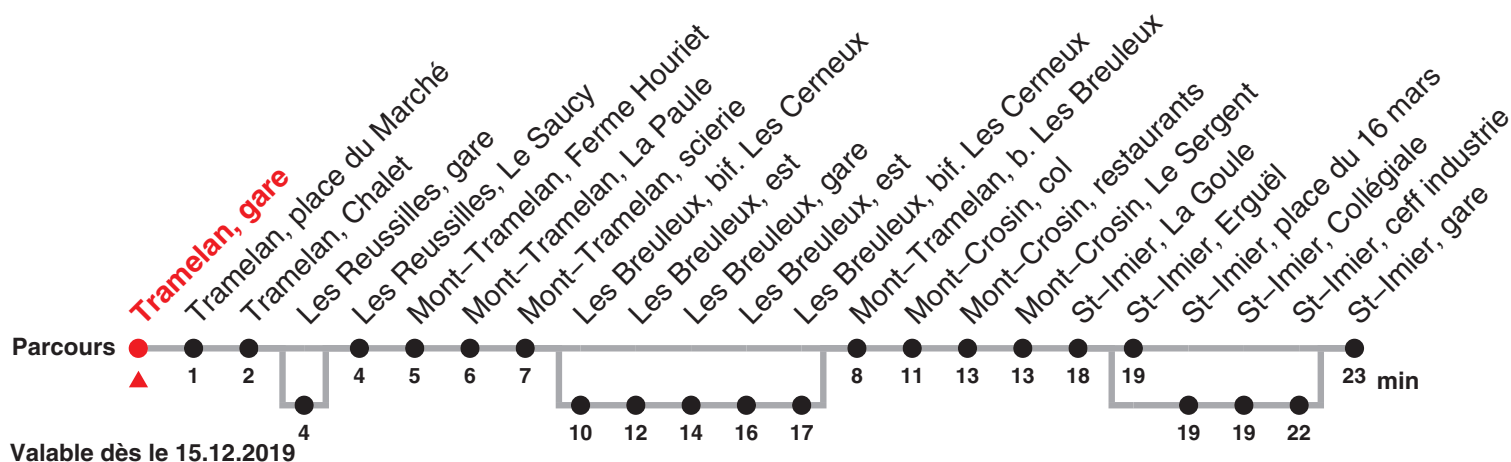 Tramelan, gare
Tramelan, place du Marché
Tramelan, Chalet
Les Reussilles, gare
Les Reussilles, Le Saucy
Mont–Tramelan, Ferme Houriet
Mont–Tramelan, La Paule
Mont–Tramelan, scierie
Les Breuleux, bif. Les Cerneux
Les Breuleux, est
Les Breuleux, gare
Les Breuleux, est
Les Breuleux, bif. Les Cerneux
Mont–Tramelan, b. Les Breuleux
Mont–Crosin, col
Mont–Crosin, restaurants
Mont–Crosin, Le Sergent
St–Imier, La Goule
St–Imier, Erguël
St–Imier, place du 16 mars
St–Imier, Collégiale
St–Imier, ceff industrie
St–Imier, gare
Parcours
1 2 4 5 6 7 8 11 13 13 18 19 23 min
4 10 12 14 16 17 19 19 22
Valable dès le 15.12.2019